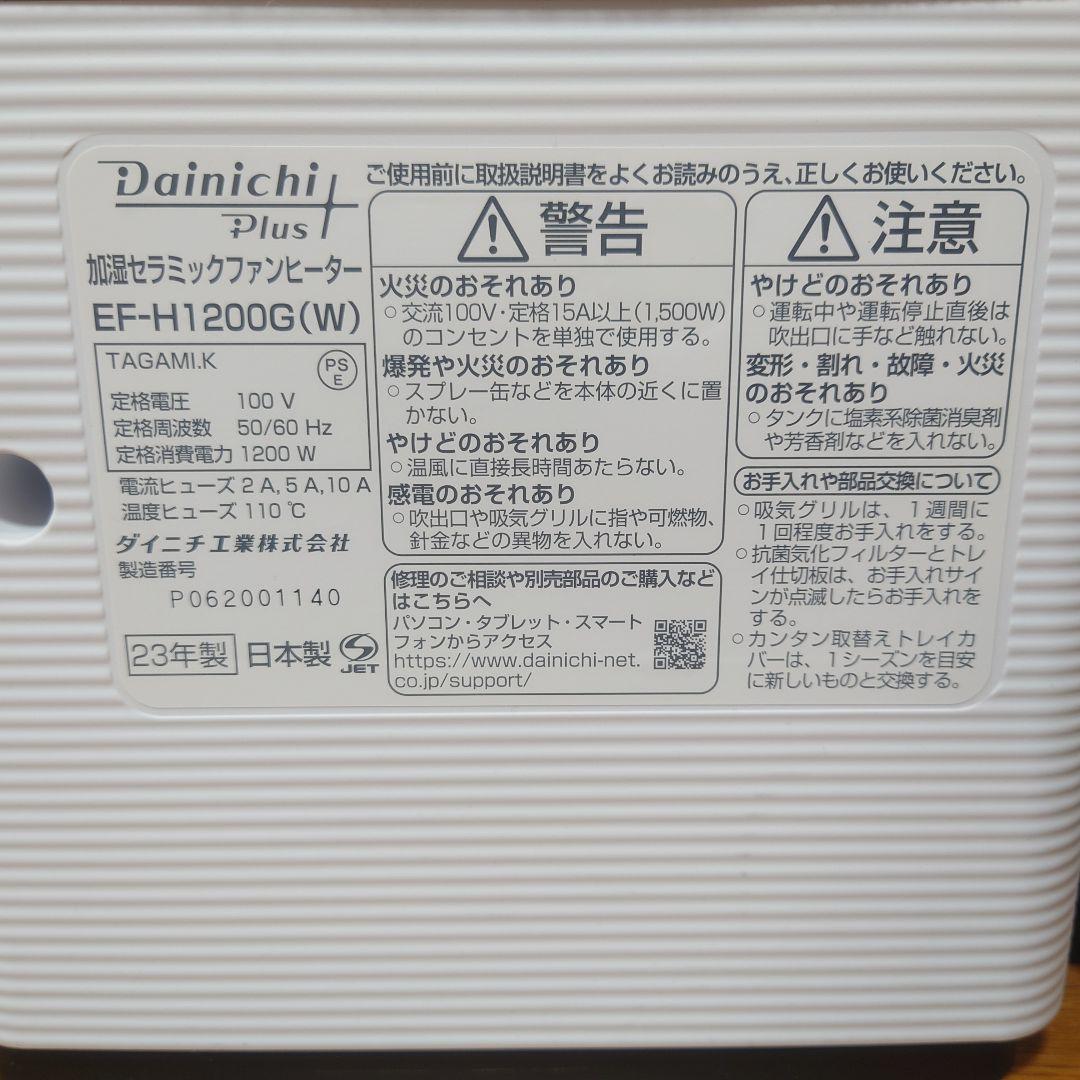 Dainichi
Plus
加湿セラミックファンヒーター
EF-H1200G(W)
TAGAMI.K
PS
E
定格電圧 100 V
定格周波数 50/60 Hz
定格消費電力 1200 W
電流ヒューズ 2 A, 5 A, 10 A
温度ヒューズ 110 ℃
ダイニチ工業株式会社
製造番号
P062001140
23年製 日本製 JET
ご使用前に取扱説明書をよくお読みのうえ、正しくお使いください。
警告
火災のおそれあり
○交流100V・定格15A以上(1,500W)
のコンセントを単独で使用する。
爆発や火災のおそれあり
○スプレー缶などを本体の近くに置
かない。
やけどのおそれあり
○温風に直接長時間あたらない。
感電のおそれあり
○吹出口や吸気グリルに指や可燃物、
針金などの異物を入れない。
修理のご相談や別売部品のご購入など
はこちらへ
パソコン・タブレット・スマート
フォンからアクセス
https://www.dainichi-net.
co.jp/support/
注意
やけどのおそれあり
○運転中や運転停止直後は
吹出口に手など触れない。
変形・割れ・故障・火災
のおそれあり
○タンクに塩素系除菌消臭剤
や芳香剤などを入れない。
お手入れや部品交換について
○吸気グリルは、1週間に
1回程度お手入れをする。
○抗菌気化フィルターとトレ
イ仕切板は、お手入れサイ
ンが点滅したらお手入れを
する。
○カンタン取替えトレイカ
バーは、1シーズンを目安
に新しいものと交換する。